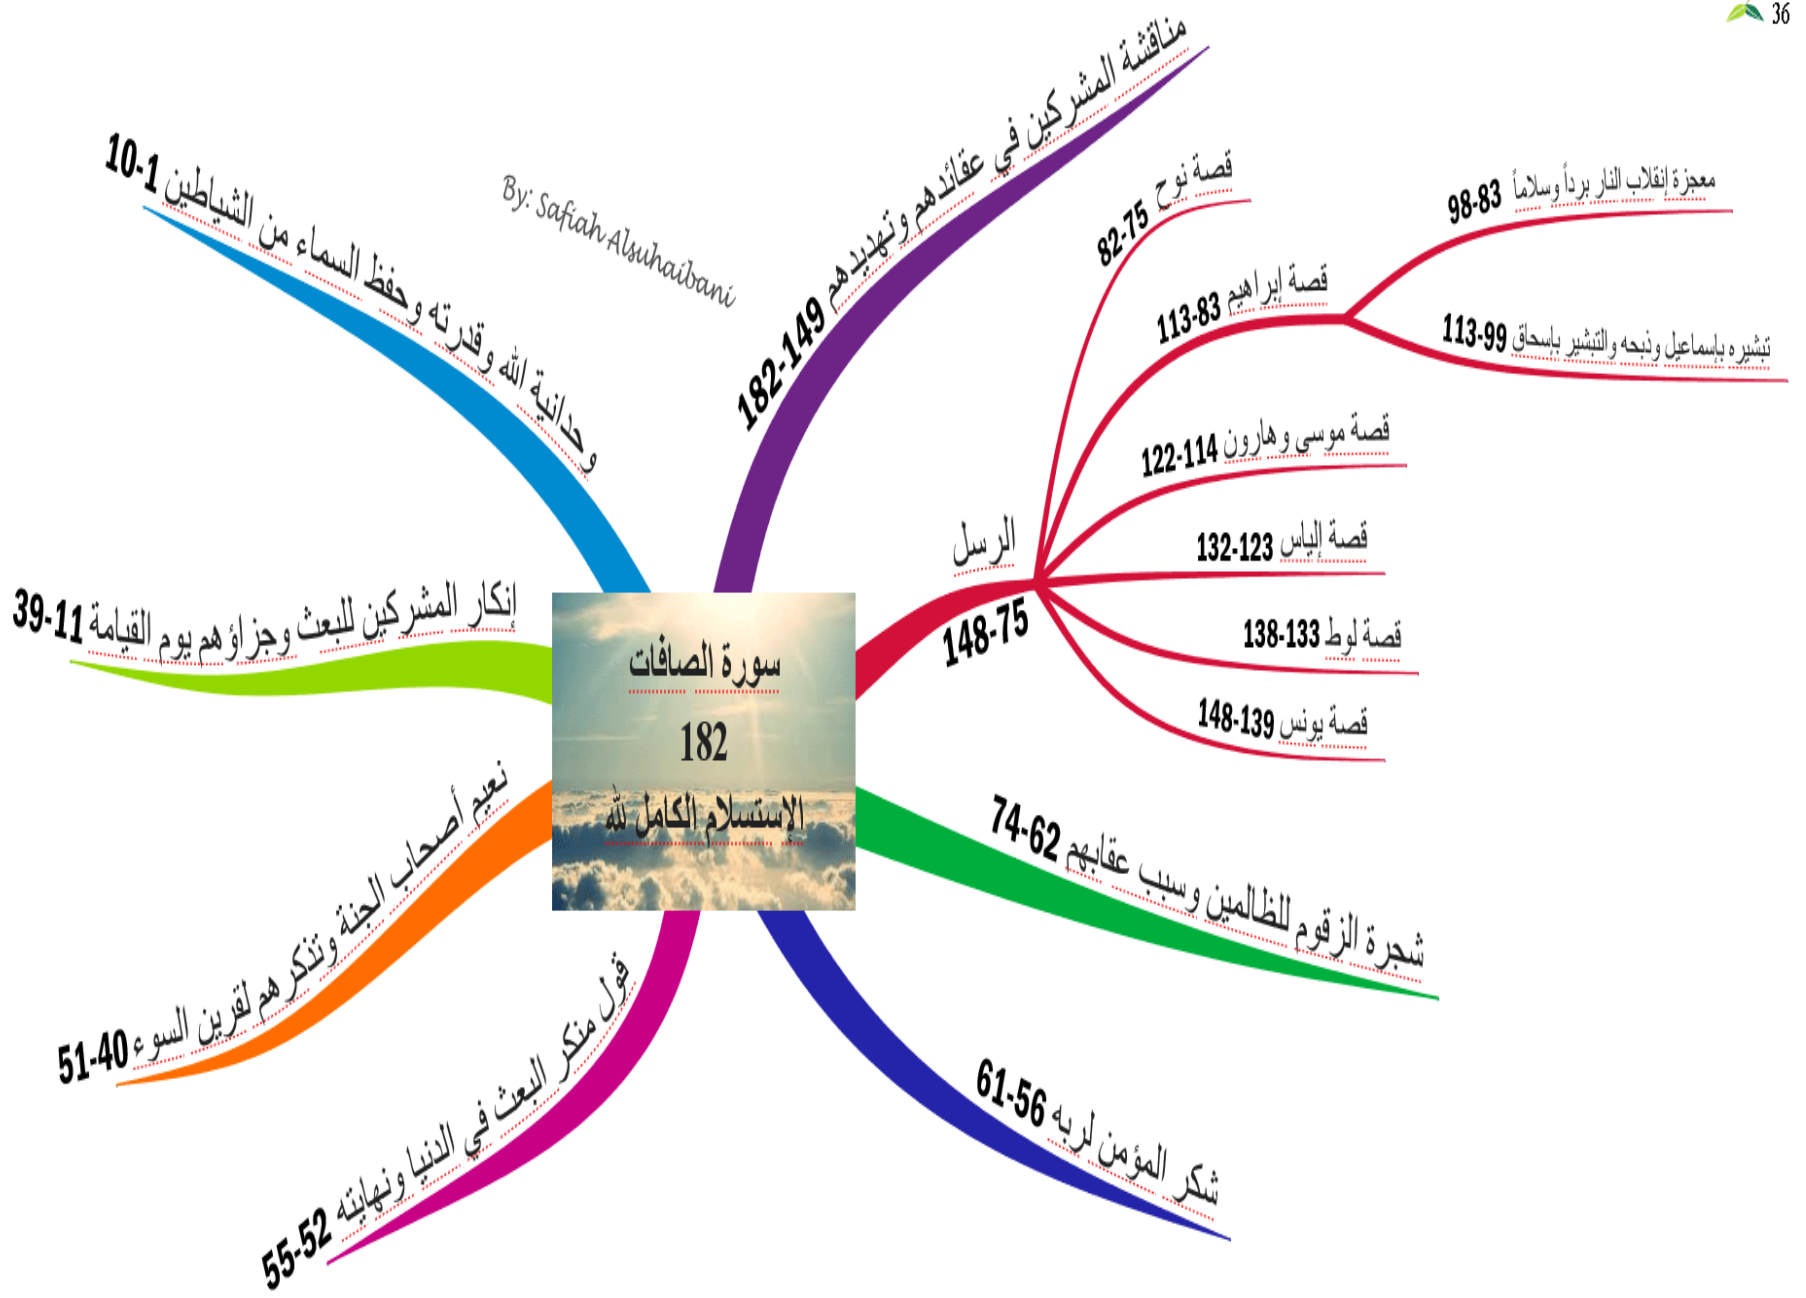 36
By: Safiah Alsuhaibani
سورة الصافات
182
الإستسلام الكامل لله
وحدانية الله وقدرته وحفظ السماء من الشياطين 1-10
إنكار المشركين للبعث وجزاؤهم يوم القيامة 11-39
نعيم أصحاب الجنة وتذكرهم لقرين السوء 40-51
قول منكر البعث في الدنيا ونهايته 52-55
شكر المؤمن لربه 56-61
شجرة الزقوم للظالمين وسبب عقابهم 62-74
الرسل
75-148
قصة نوح 75-82
قصة إبراهيم 83-113
معجزة إنقلاب النار برداً وسلاماً 83-98
تبشيره بإسماعيل وذبحه والتبشير بإسحاق 99-113
قصة موسى وهارون 114-122
قصة إلياس 123-132
قصة لوط 133-138
قصة يونس 139-148
مناقشة المشركين في عقائدهم وتهديدهم 149-182